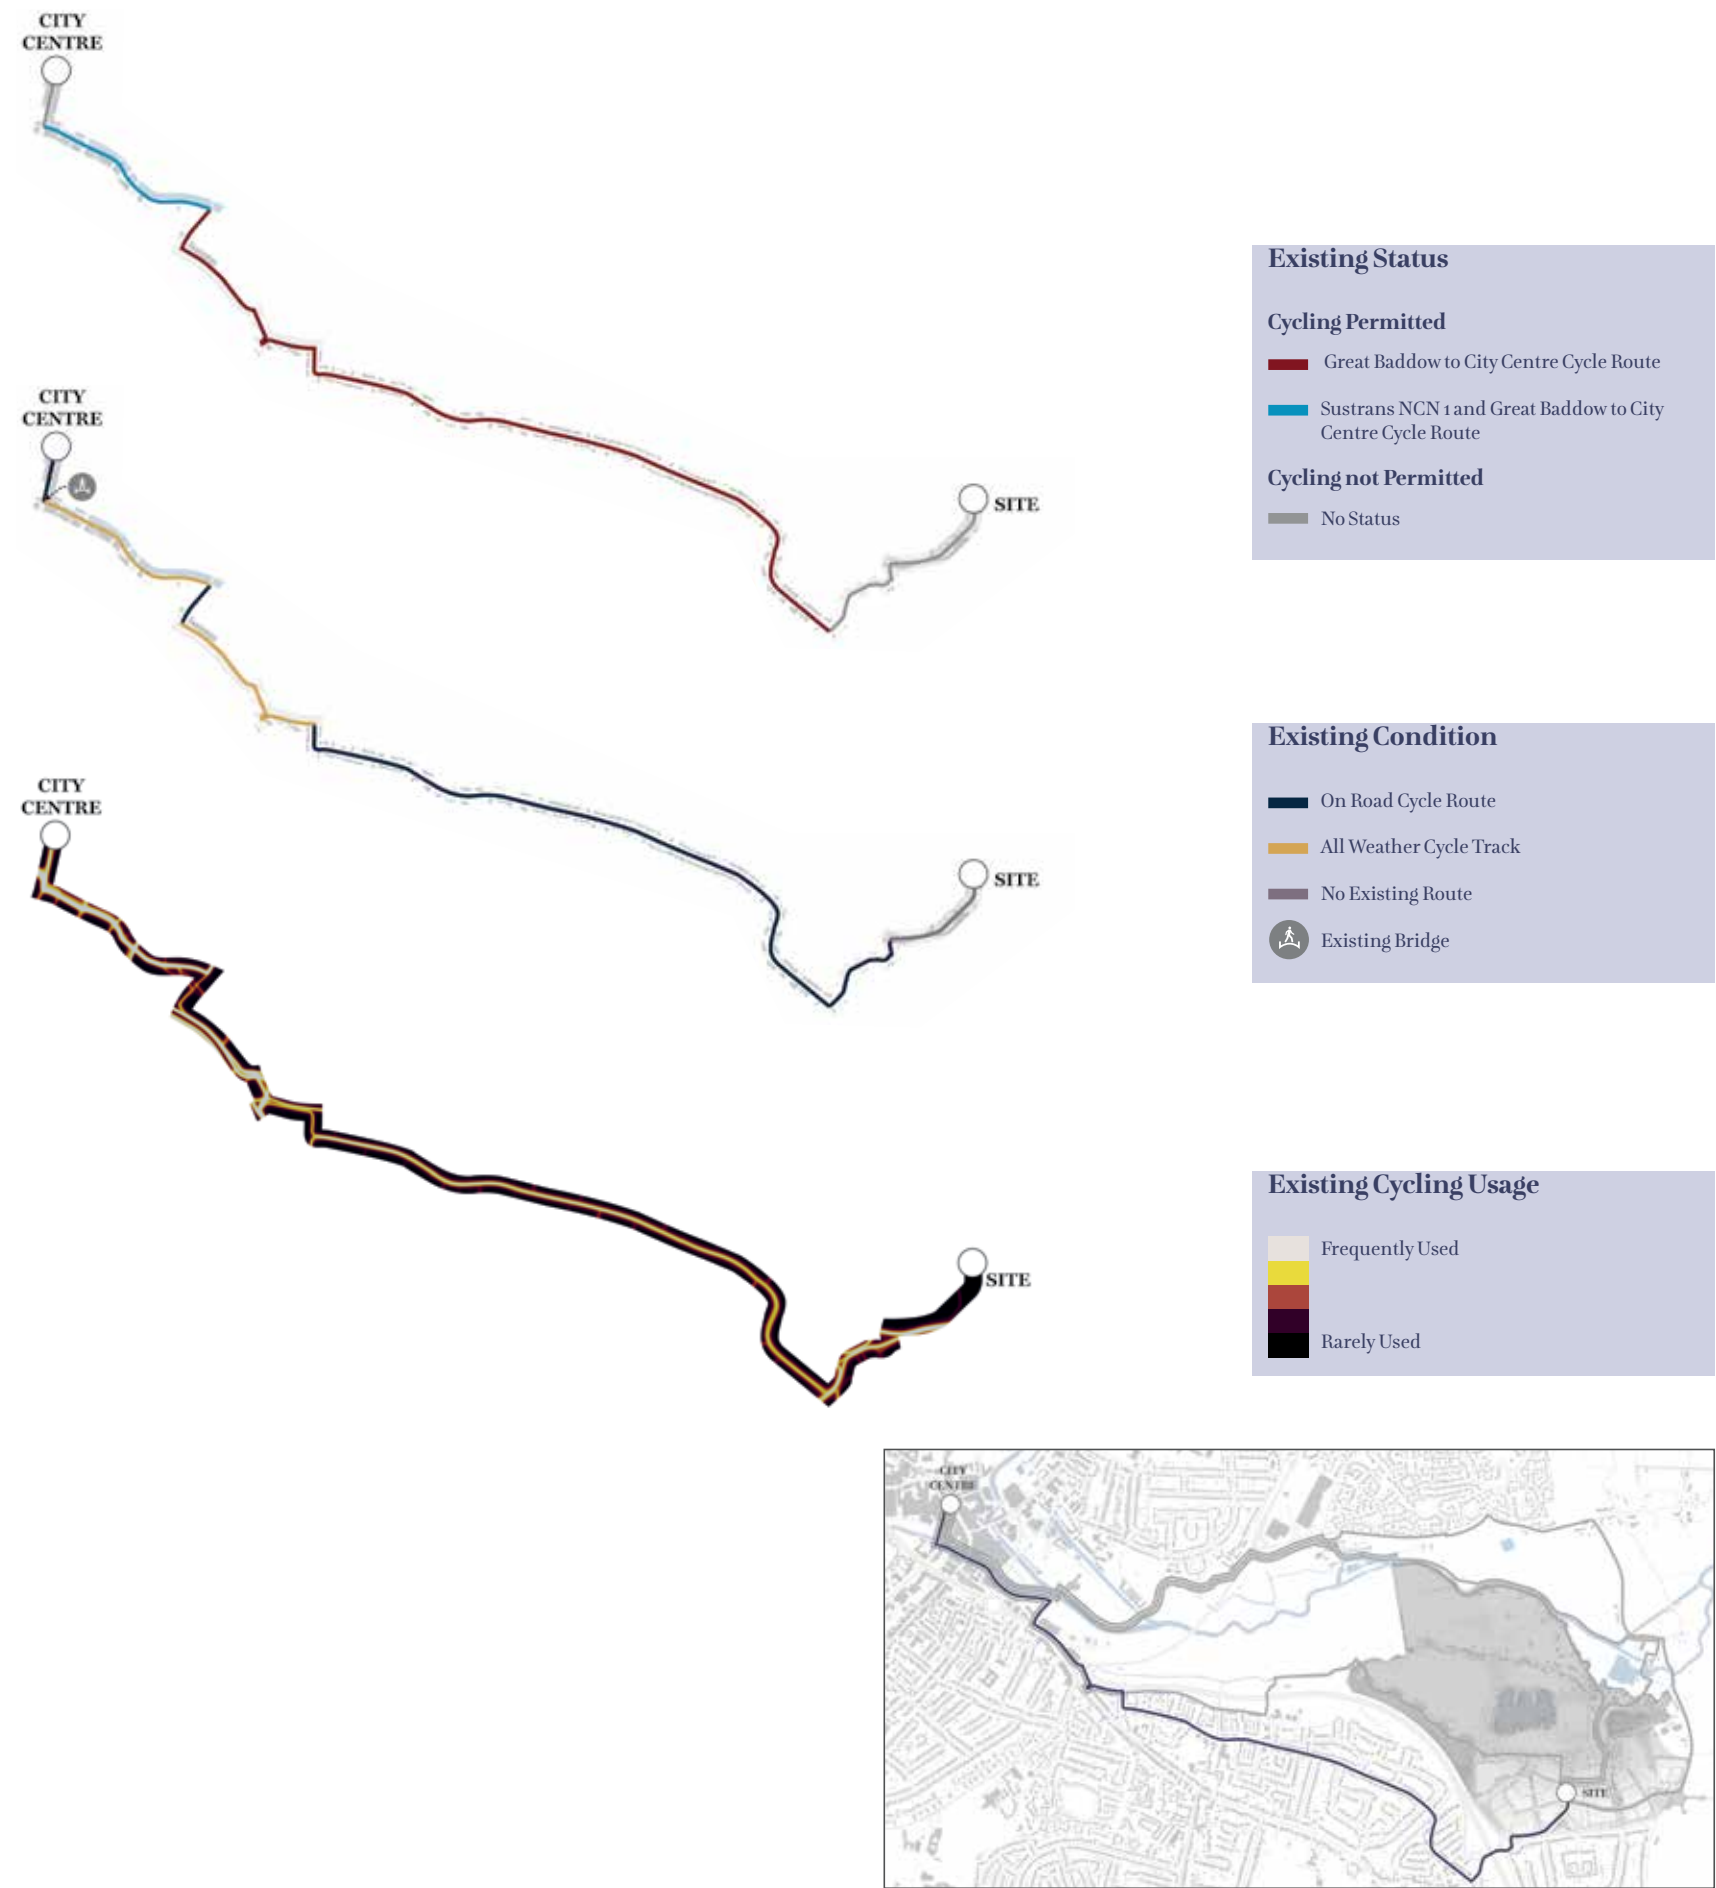 CITY
CENTRE
SITE
Existing Status
Cycling Permitted
Great Baddow to City Centre Cycle Route
Sustrans NCN 1 and Great Baddow to City
Centre Cycle Route
Cycling not Permitted
No Status
CITY
CENTRE
SITE
Existing Condition
On Road Cycle Route
All Weather Cycle Track
No Existing Route
Existing Bridge
CITY
CENTRE
SITE
Existing Cycling Usage
Frequently Used
Rarely Used
CITY
CENTRE
SITE